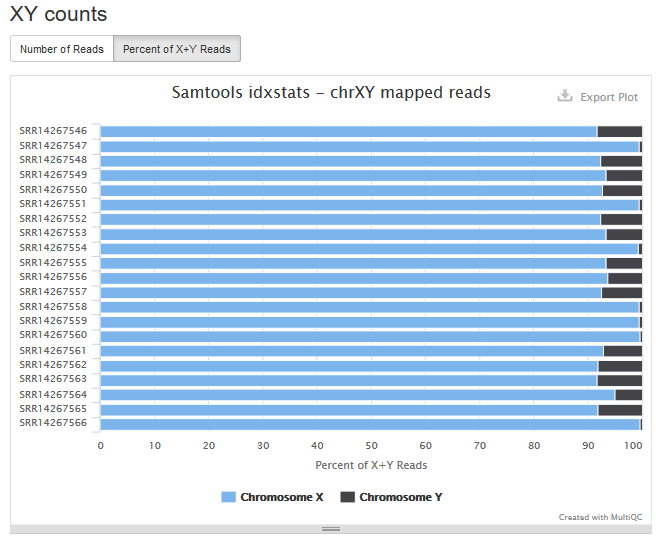 XY counts
Number of Reads Percent of X+Y Reads
Samtools idxstats - chrXY mapped reads
Export Plot
SRR14267546
SRR14267547
SRR14267548
SRR14267549
SRR14267550
SRR14267551
SRR14267552
SRR14267553
SRR14267554
SRR14267555
SRR14267556
SRR14267557
SRR14267558
SRR14267559
SRR14267560
SRR14267561
SRR14267562
SRR14267563
SRR14267564
SRR14267565
SRR14267566
0 10 20 30 40 50 60 70 80 90 100
Percent of X+Y Reads
Chromosome X Chromosome Y
Created with MultiQC